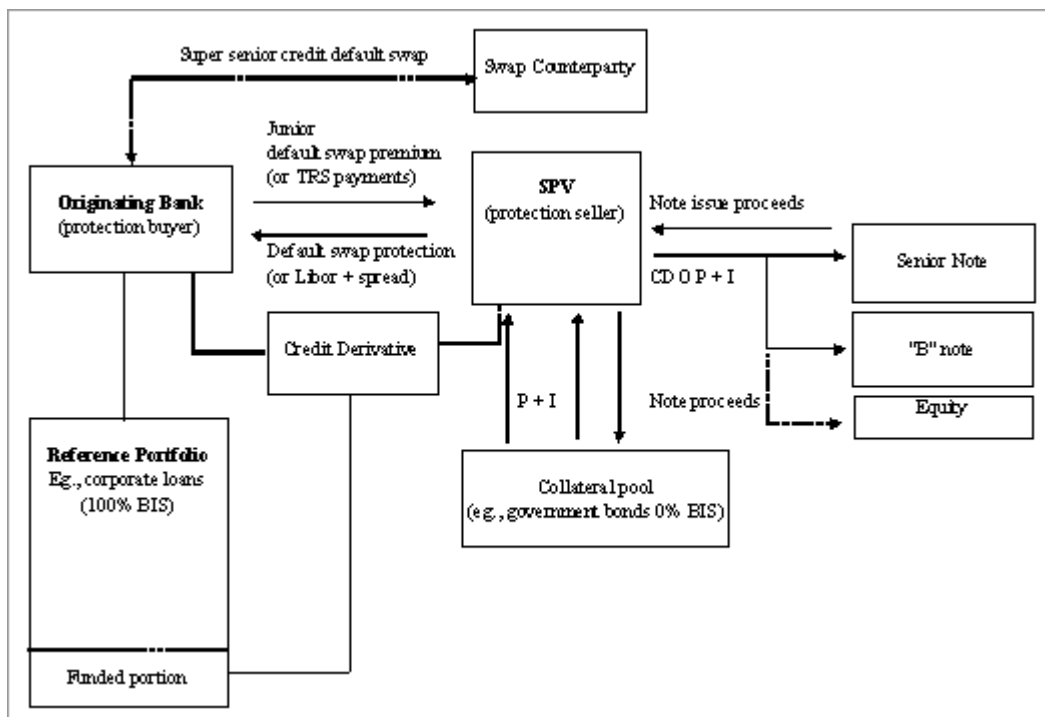 Super senior credit default swap
Swap Counterparty
Junior
default swap premium
(or TRS payments)
Originating Bank
(protection buyer)
SPV
(protection seller)
Note issue proceeds
Default swap protection
(or Libor + spread)
CDO P + I
Senior Note
Credit Derivative
"B" note
P + I
Note proceeds
Equity
Reference Portfolio
Eg., corporate loans
(100% BIS)
Collateral pool
(eg., government bonds 0% BIS)
Funded portion